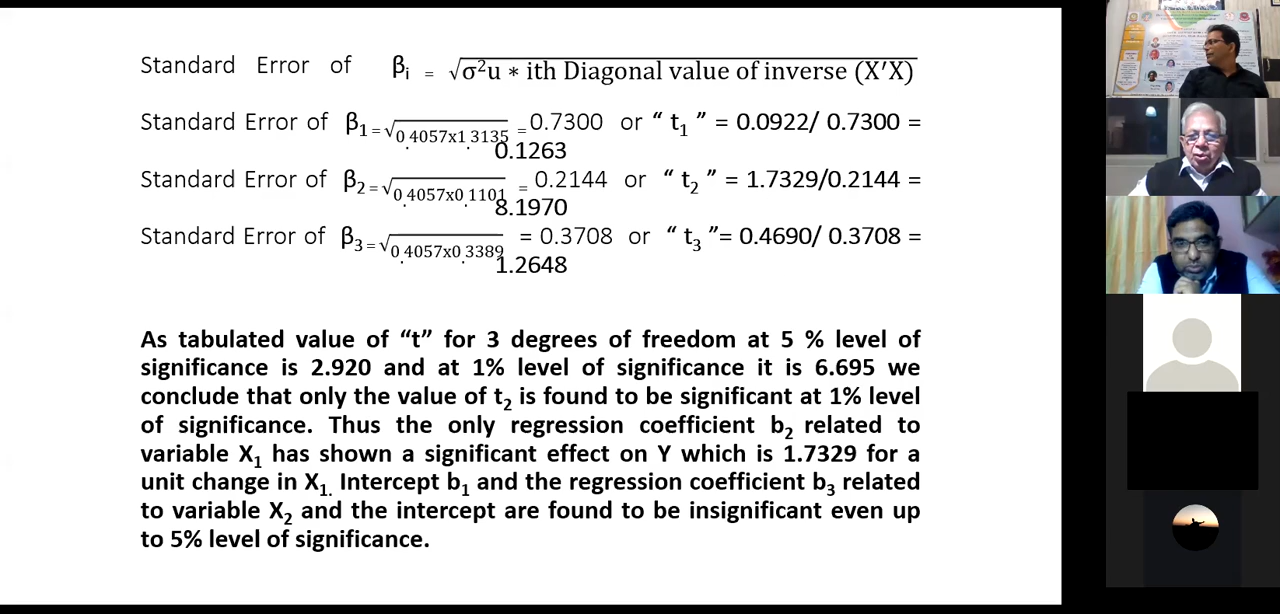 Standard Error of βi = √σ²u ∗ ith Diagonal value of inverse (X′X)
Standard Error of β1 = √0.4057x1.3135 = 0.7300 or “ t1 ” = 0.0922/ 0.7300 =
0.1263
Standard Error of β2 = √0.4057x0.1101 = 0.2144 or “ t2 ” = 1.7329/0.2144 =
8.1970
Standard Error of β3 = √0.4057x0.3389 = 0.3708 or “ t3 ”= 0.4690/ 0.3708 =
1.2648
As tabulated value of “t” for 3 degrees of freedom at 5 % level of
significance is 2.920 and at 1% level of significance it is 6.695 we
conclude that only the value of t2 is found to be significant at 1% level
of significance. Thus the only regression coefficient b2 related to
variable X1 has shown a significant effect on Y which is 1.7329 for a
unit change in X1. Intercept b1 and the regression coefficient b3 related
to variable X2 and the intercept are found to be insignificant even up
to 5% level of significance.